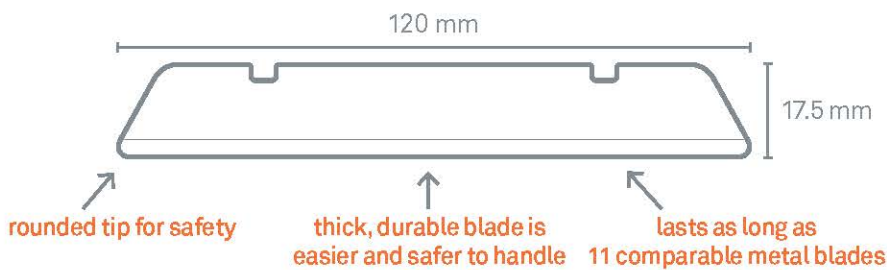 120 mm
17.5 mm
rounded tip for safety
thick, durable blade is
easier and safer to handle
lasts as long as
11 comparable metal blades